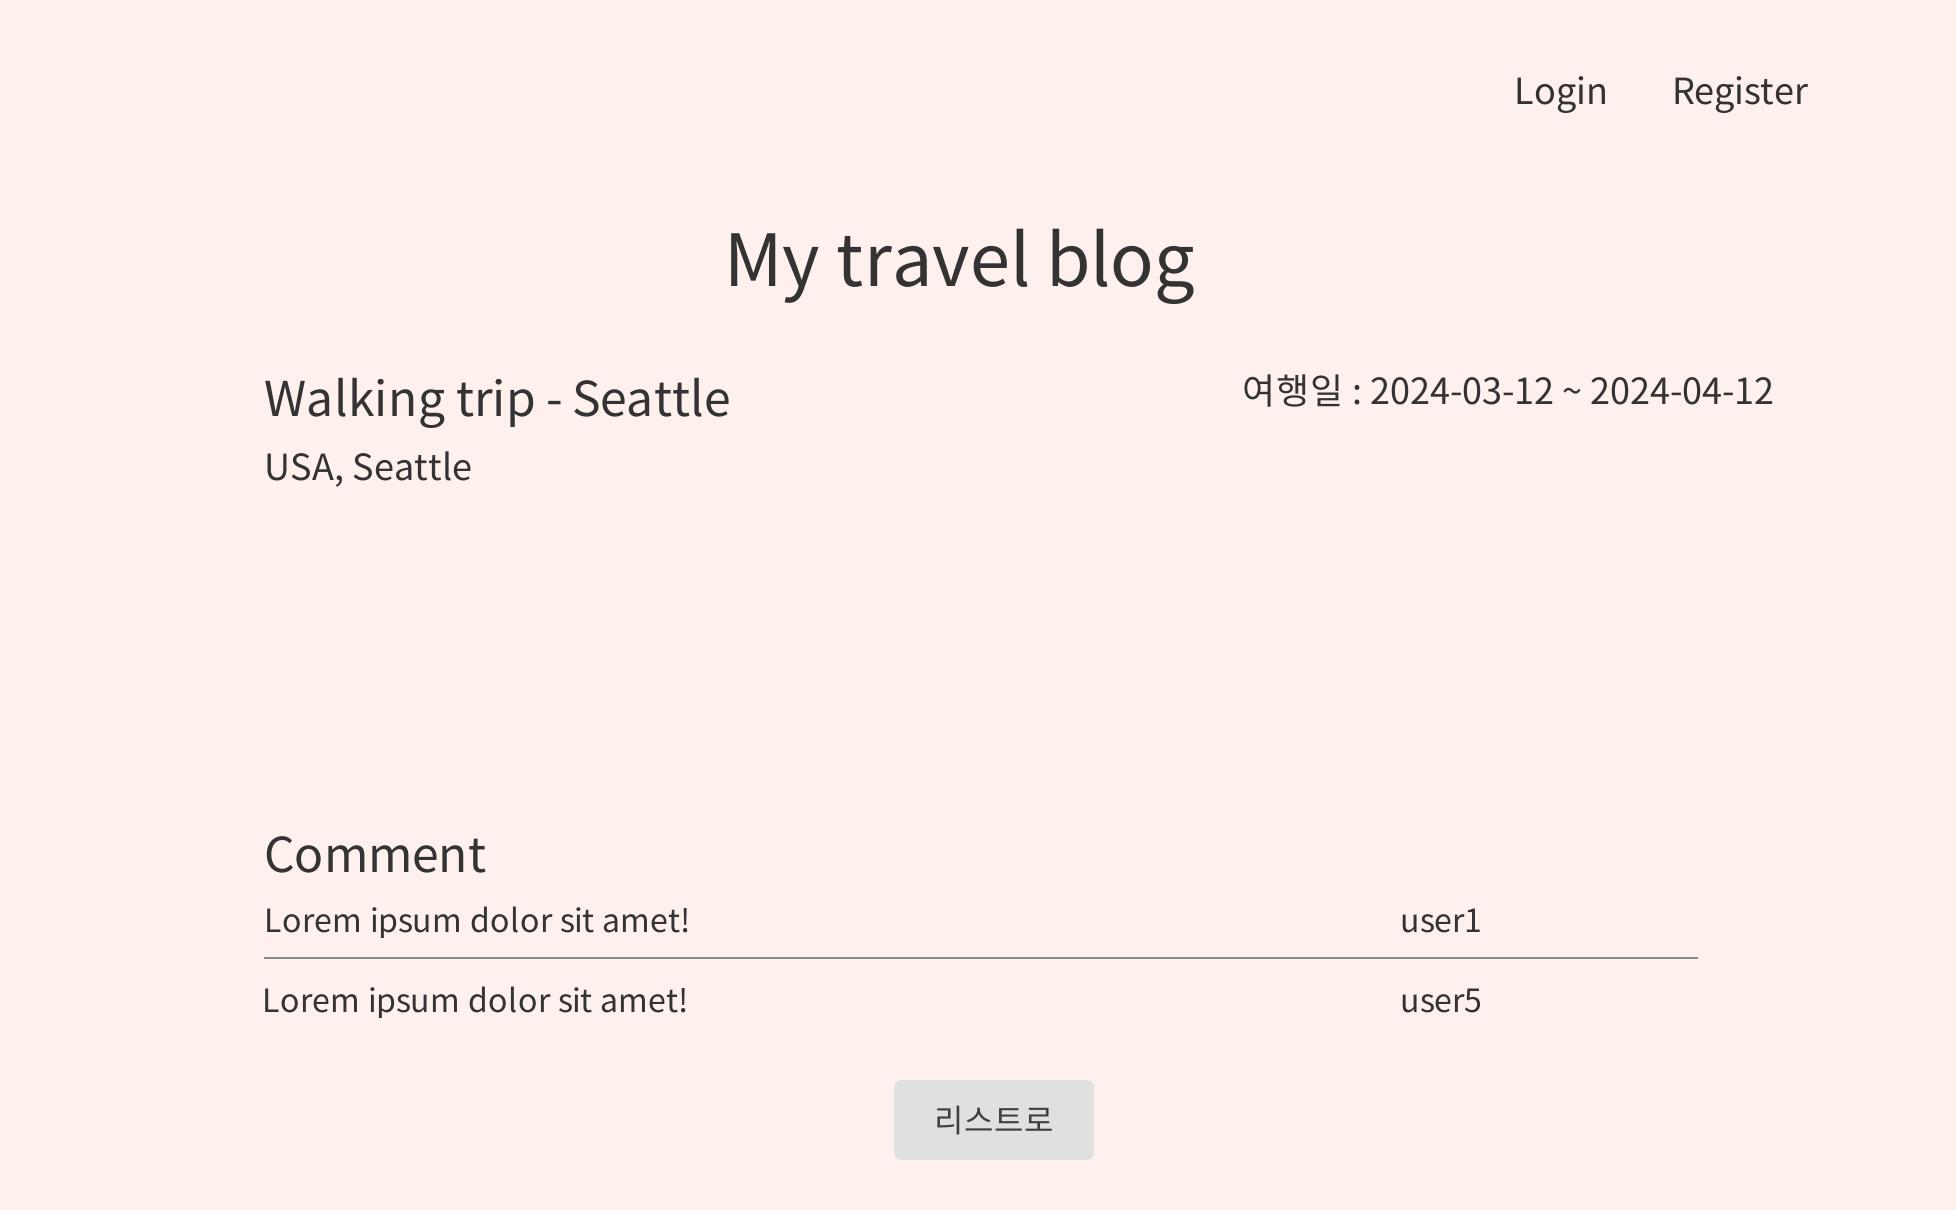 Login Register
My travel blog
Walking trip - Seattle
여행일 : 2024-03-12 ~ 2024-04-12
USA, Seattle
Comment
Lorem ipsum dolor sit amet! user1
Lorem ipsum dolor sit amet! user5
리스트로